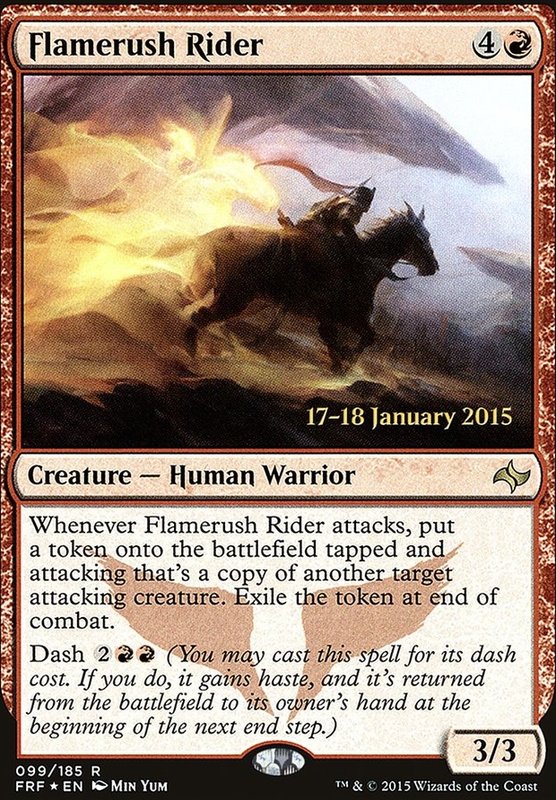 Flamerush Rider 4
17–18 January 2015
Creature — Human Warrior
Whenever Flamerush Rider attacks, put
a token onto the battlefield tapped and
attacking that's a copy of another target
attacking creature. Exile the token at end of
combat.
Dash 2 (You may cast this spell for its dash
cost. If you do, it gains haste, and it's returned
from the battlefield to its owner's hand at the
beginning of the next end step.)
3/3
099/185 R
FRF ★ EN Min Yum
™ & © 2015 Wizards of the Coast